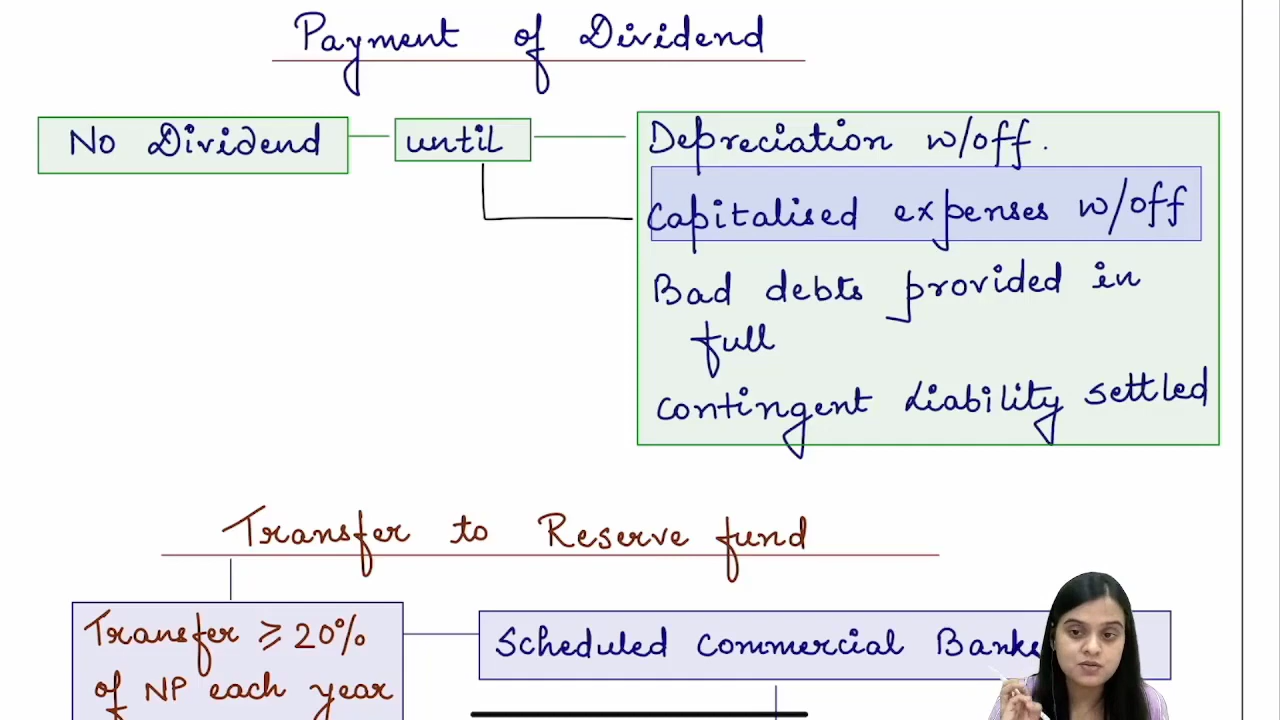 Payment of Dividend
No Dividend until Depreciation w/off.
Capitalised expenses w/off
Bad debts provided in
full
Contingent Liability settled
Transfer to Reserve fund
Transfer ≥ 20%
of NP each year
Scheduled Commercial Banks